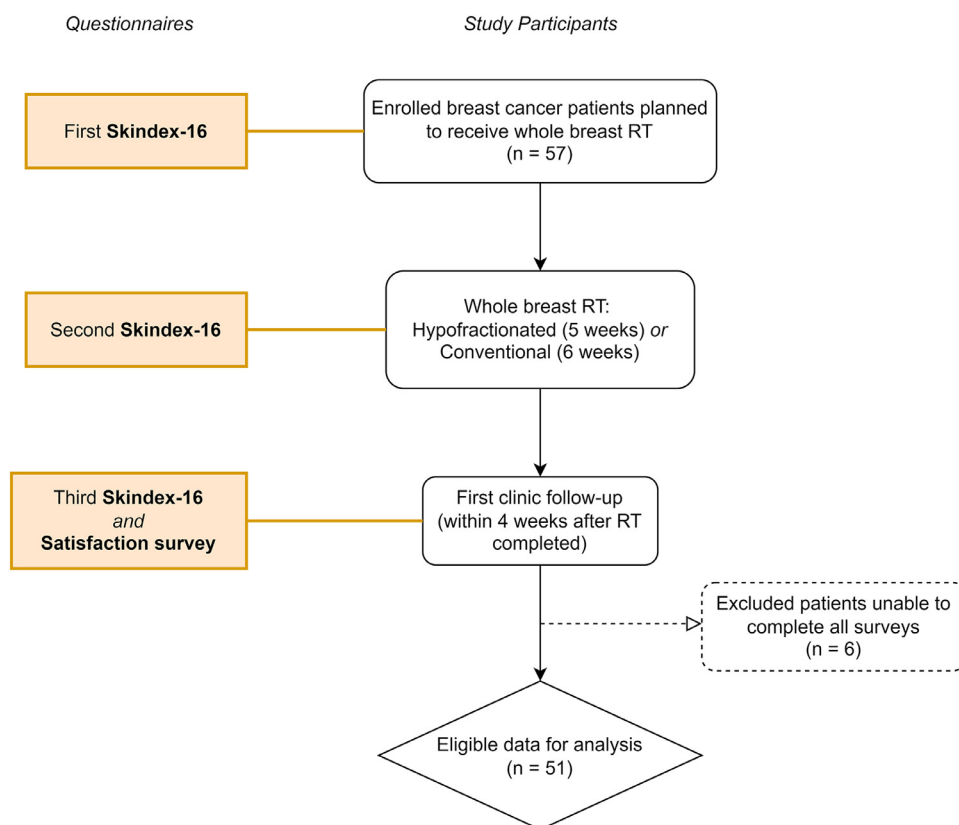 Questionnaires
Study Participants
First Skindex-16
Enrolled breast cancer patients planned
to receive whole breast RT
(n = 57)
Second Skindex-16
Whole breast RT:
Hypofractionated (5 weeks) or
Conventional (6 weeks)
Third Skindex-16
and
Satisfaction survey
First clinic follow-up
(within 4 weeks after RT
completed)
Excluded patients unable to
complete all surveys
(n = 6)
Eligible data for analysis
(n = 51)